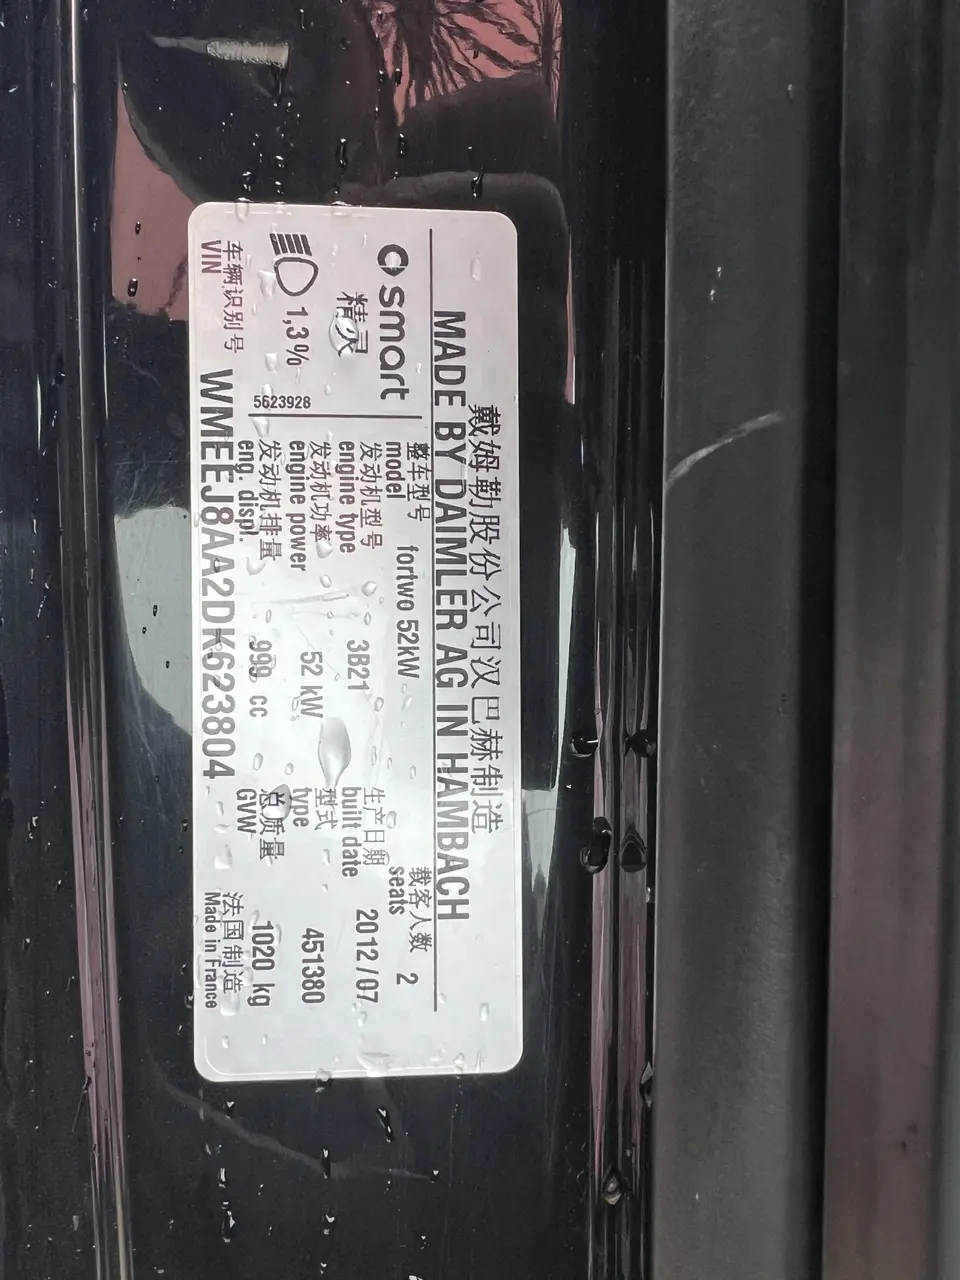 戴姆勒股份公司汉巴赫制造
MADE BY DAIMLER AG IN HAMBACH
smart
精灵
1,3%
5623928
整车型号
model fortwo 52kW
载客人数 2
seats
发动机型号
engine type 3B21
生产日期
built date 2012/07
发动机功率
engine power 52 kW
型式
type 451380
发动机排量
eng. displ. 999 cc
总质量
GVW 1020 kg
车辆识别号
VIN WMEEJ8AA2DK623804
法国制造
Made in France